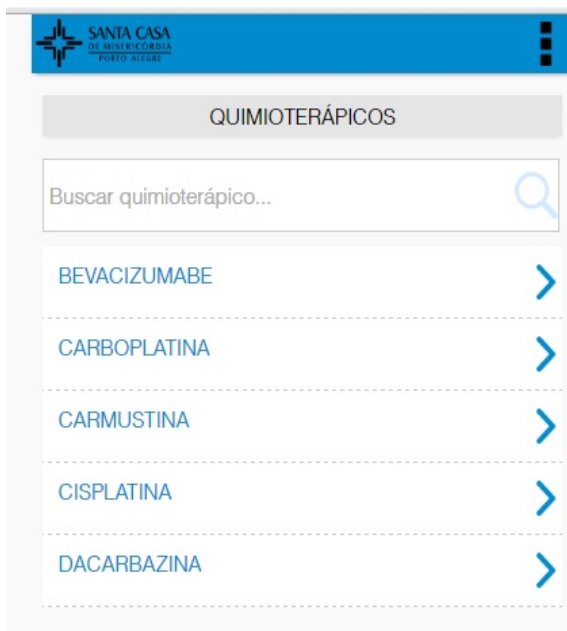 SANTA CASA
DE MISERICÓRDIA
PORTO ALEGRE
QUIMIOTERÁPICOS
Buscar quimioterápico...
BEVACIZUMABE
CARBOPLATINA
CARMUSTINA
CISPLATINA
DACARBAZINA